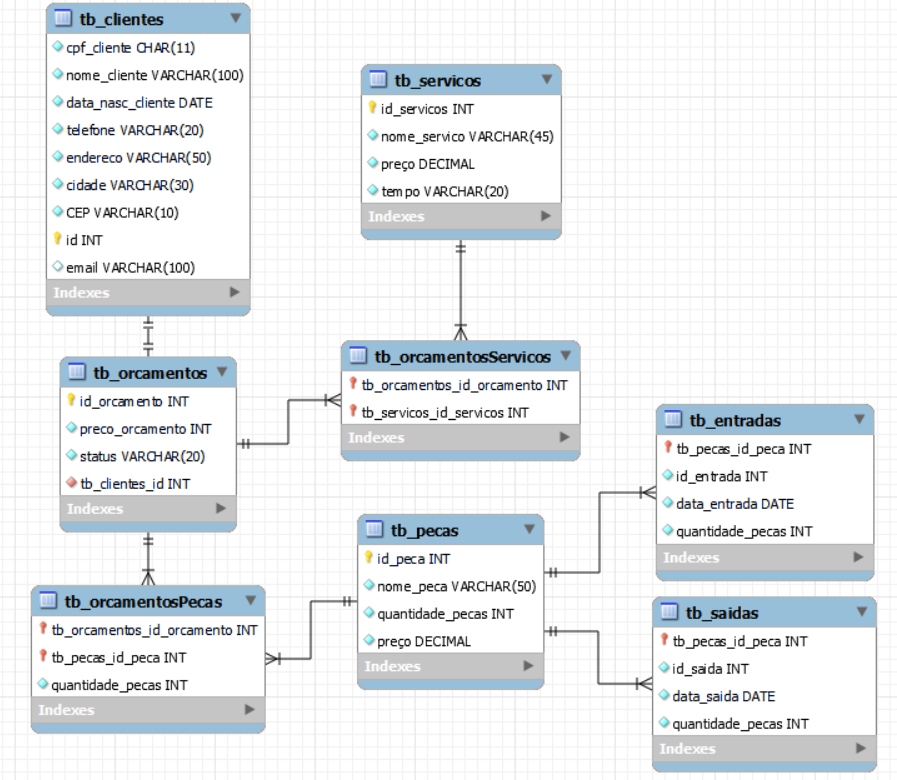 tb_clientes
cpf_cliente CHAR(11)
nome_cliente VARCHAR(100)
data_nasc_cliente DATE
telefone VARCHAR(20)
endereco VARCHAR(50)
cidade VARCHAR(30)
CEP VARCHAR(10)
id INT
email VARCHAR(100)
Indexes
tb_servicos
id_servicos INT
nome_servico VARCHAR(45)
preço DECIMAL
tempo VARCHAR(20)
Indexes
tb_orcamentos
id_orcamento INT
preco_orcamento INT
status VARCHAR(20)
tb_clientes_id INT
Indexes
tb_orcamentosServicos
tb_orcamentos_id_orcamento INT
tb_servicos_id_servicos INT
Indexes
tb_entradas
tb_pecas_id_peca INT
id_entrada INT
data_entrada DATE
quantidade_pecas INT
Indexes
tb_pecas
id_peca INT
nome_peca VARCHAR(50)
quantidade_pecas INT
preço DECIMAL
Indexes
tb_orcamentosPecas
tb_orcamentos_id_orcamento INT
tb_pecas_id_peca INT
quantidade_pecas INT
Indexes
tb_saidas
tb_pecas_id_peca INT
id_saida INT
data_saida DATE
quantidade_pecas INT
Indexes